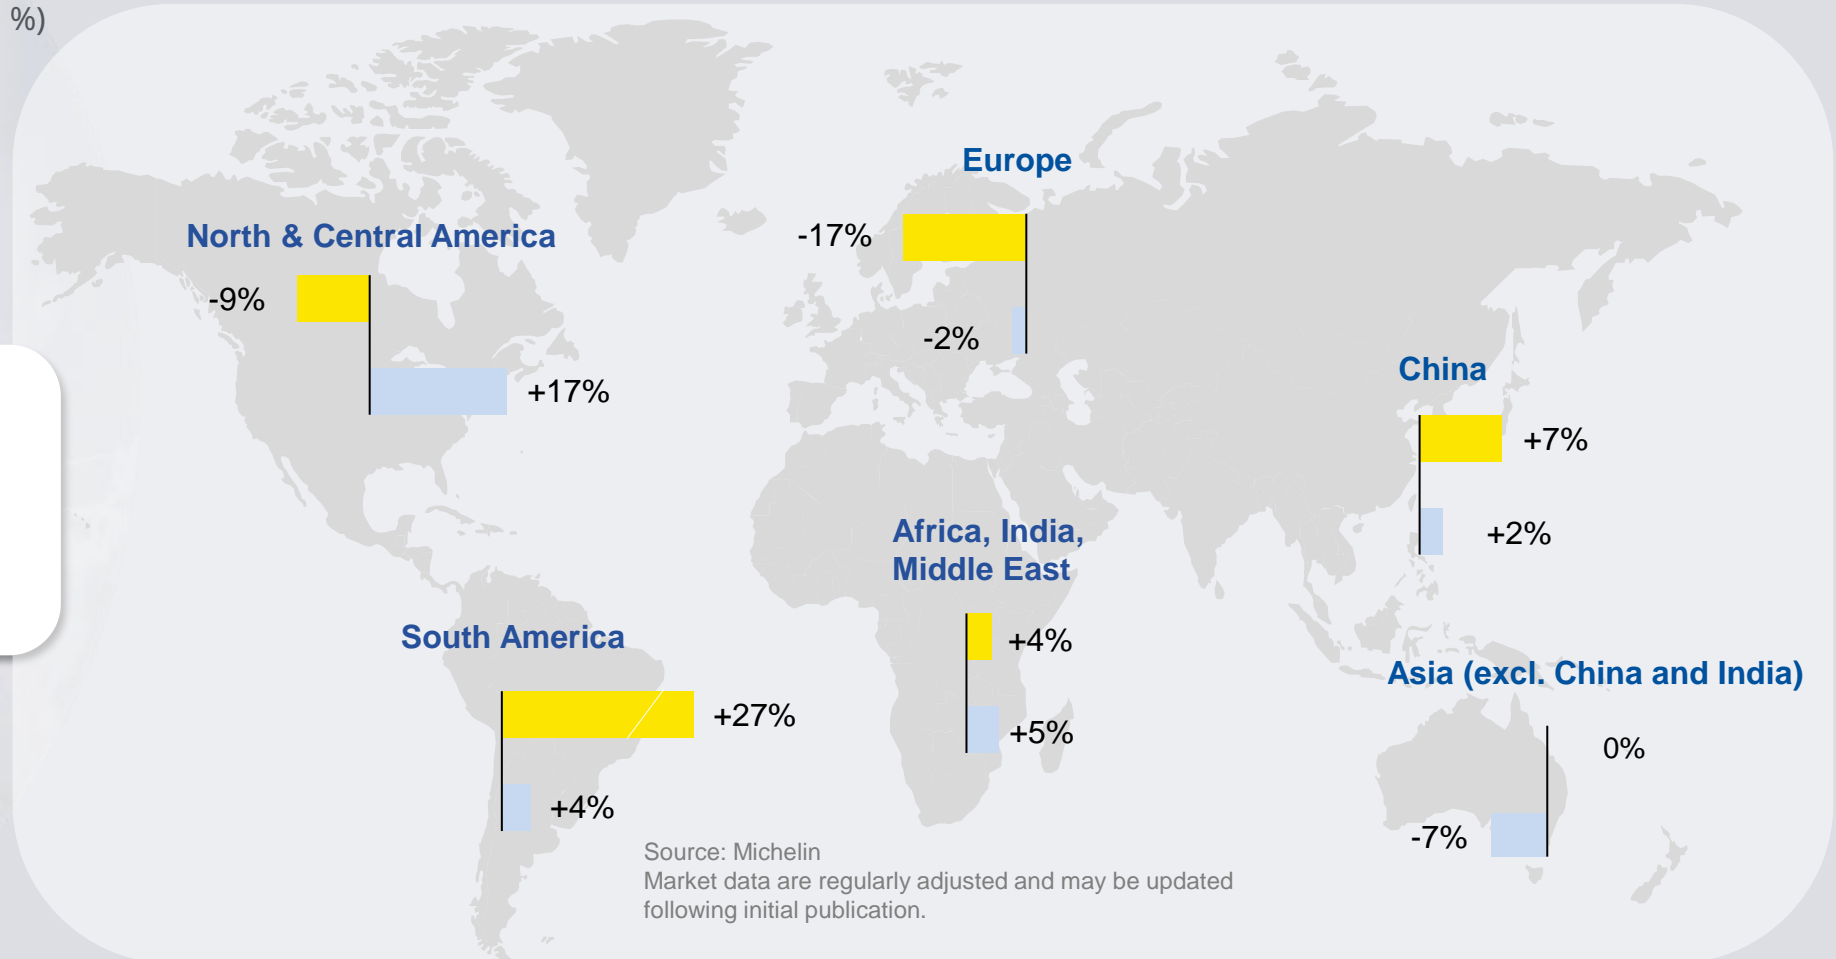 %)
Europe
-17%
-2%
North & Central America
-9%
+17%
China
+7%
+2%
Africa, India,
Middle East
+4%
+5%
South America
+27%
+4%
Asia (excl. China and India)
0%
-7%
Source: Michelin
Market data are regularly adjusted and may be updated
following initial publication.